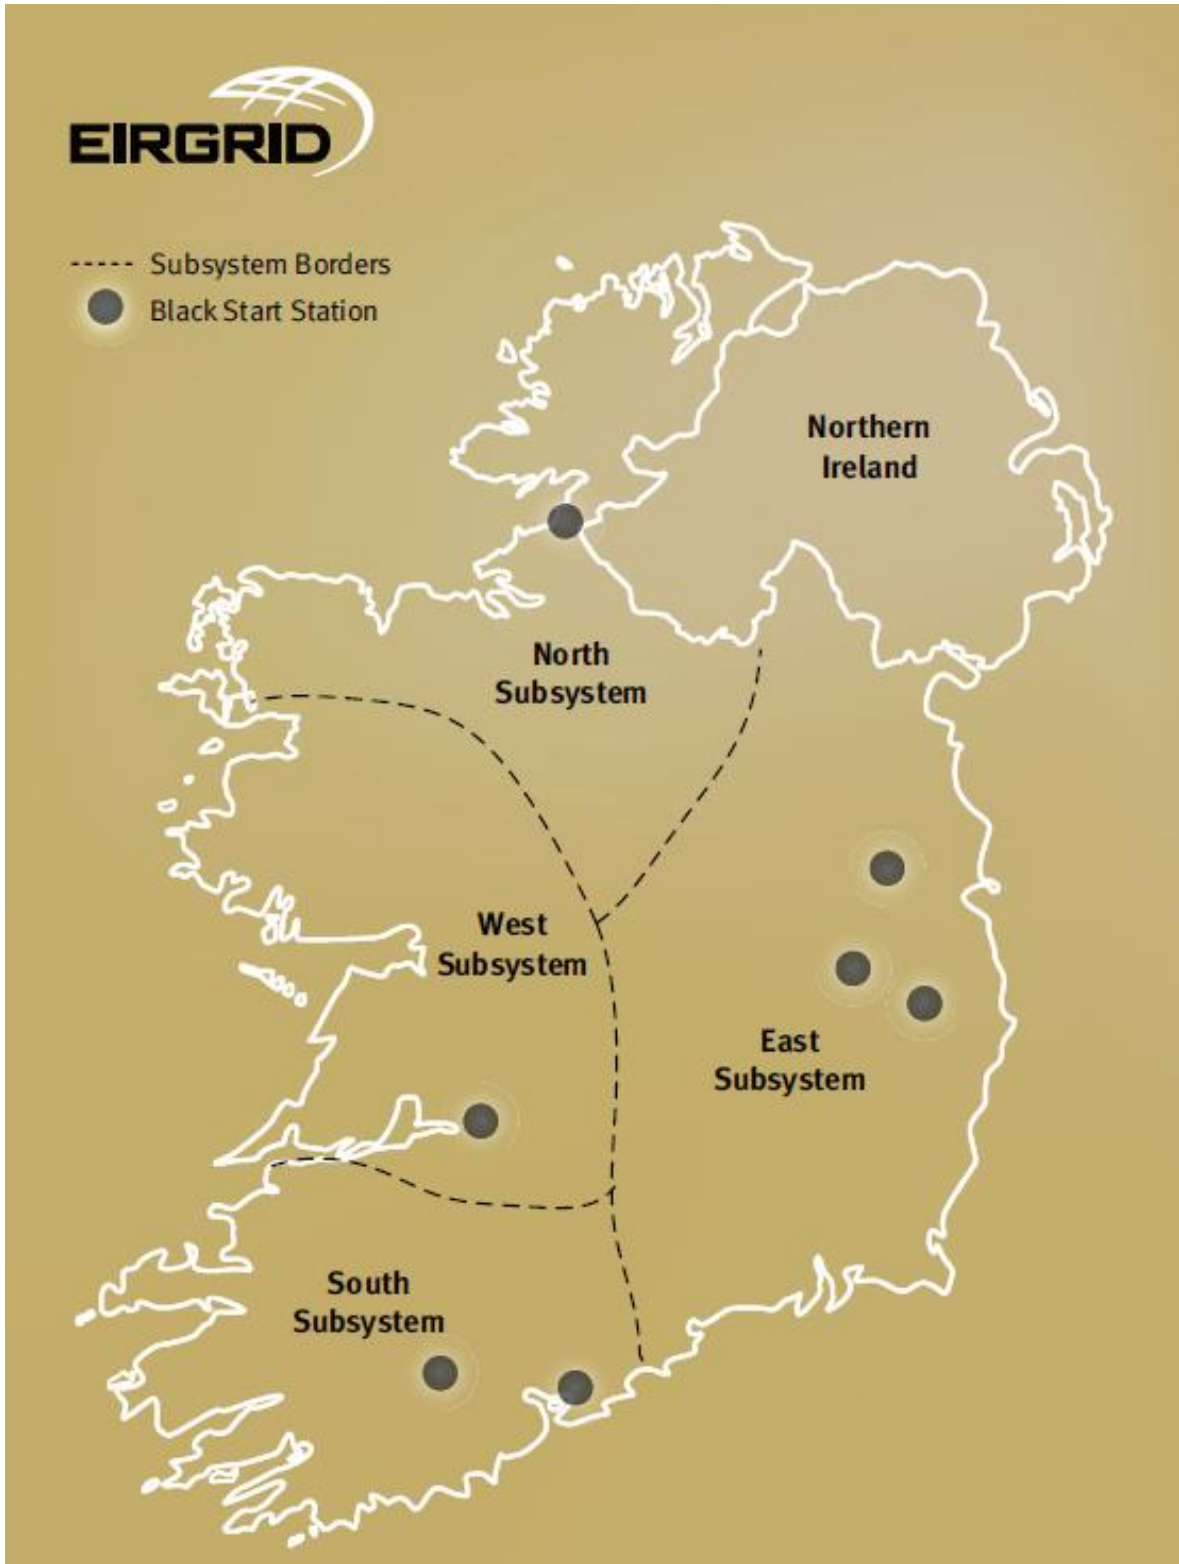 EIRGRID
Subsystem Borders
Black Start Station
Northern
Ireland
North
Subsystem
West
Subsystem
East
Subsystem
South
Subsystem